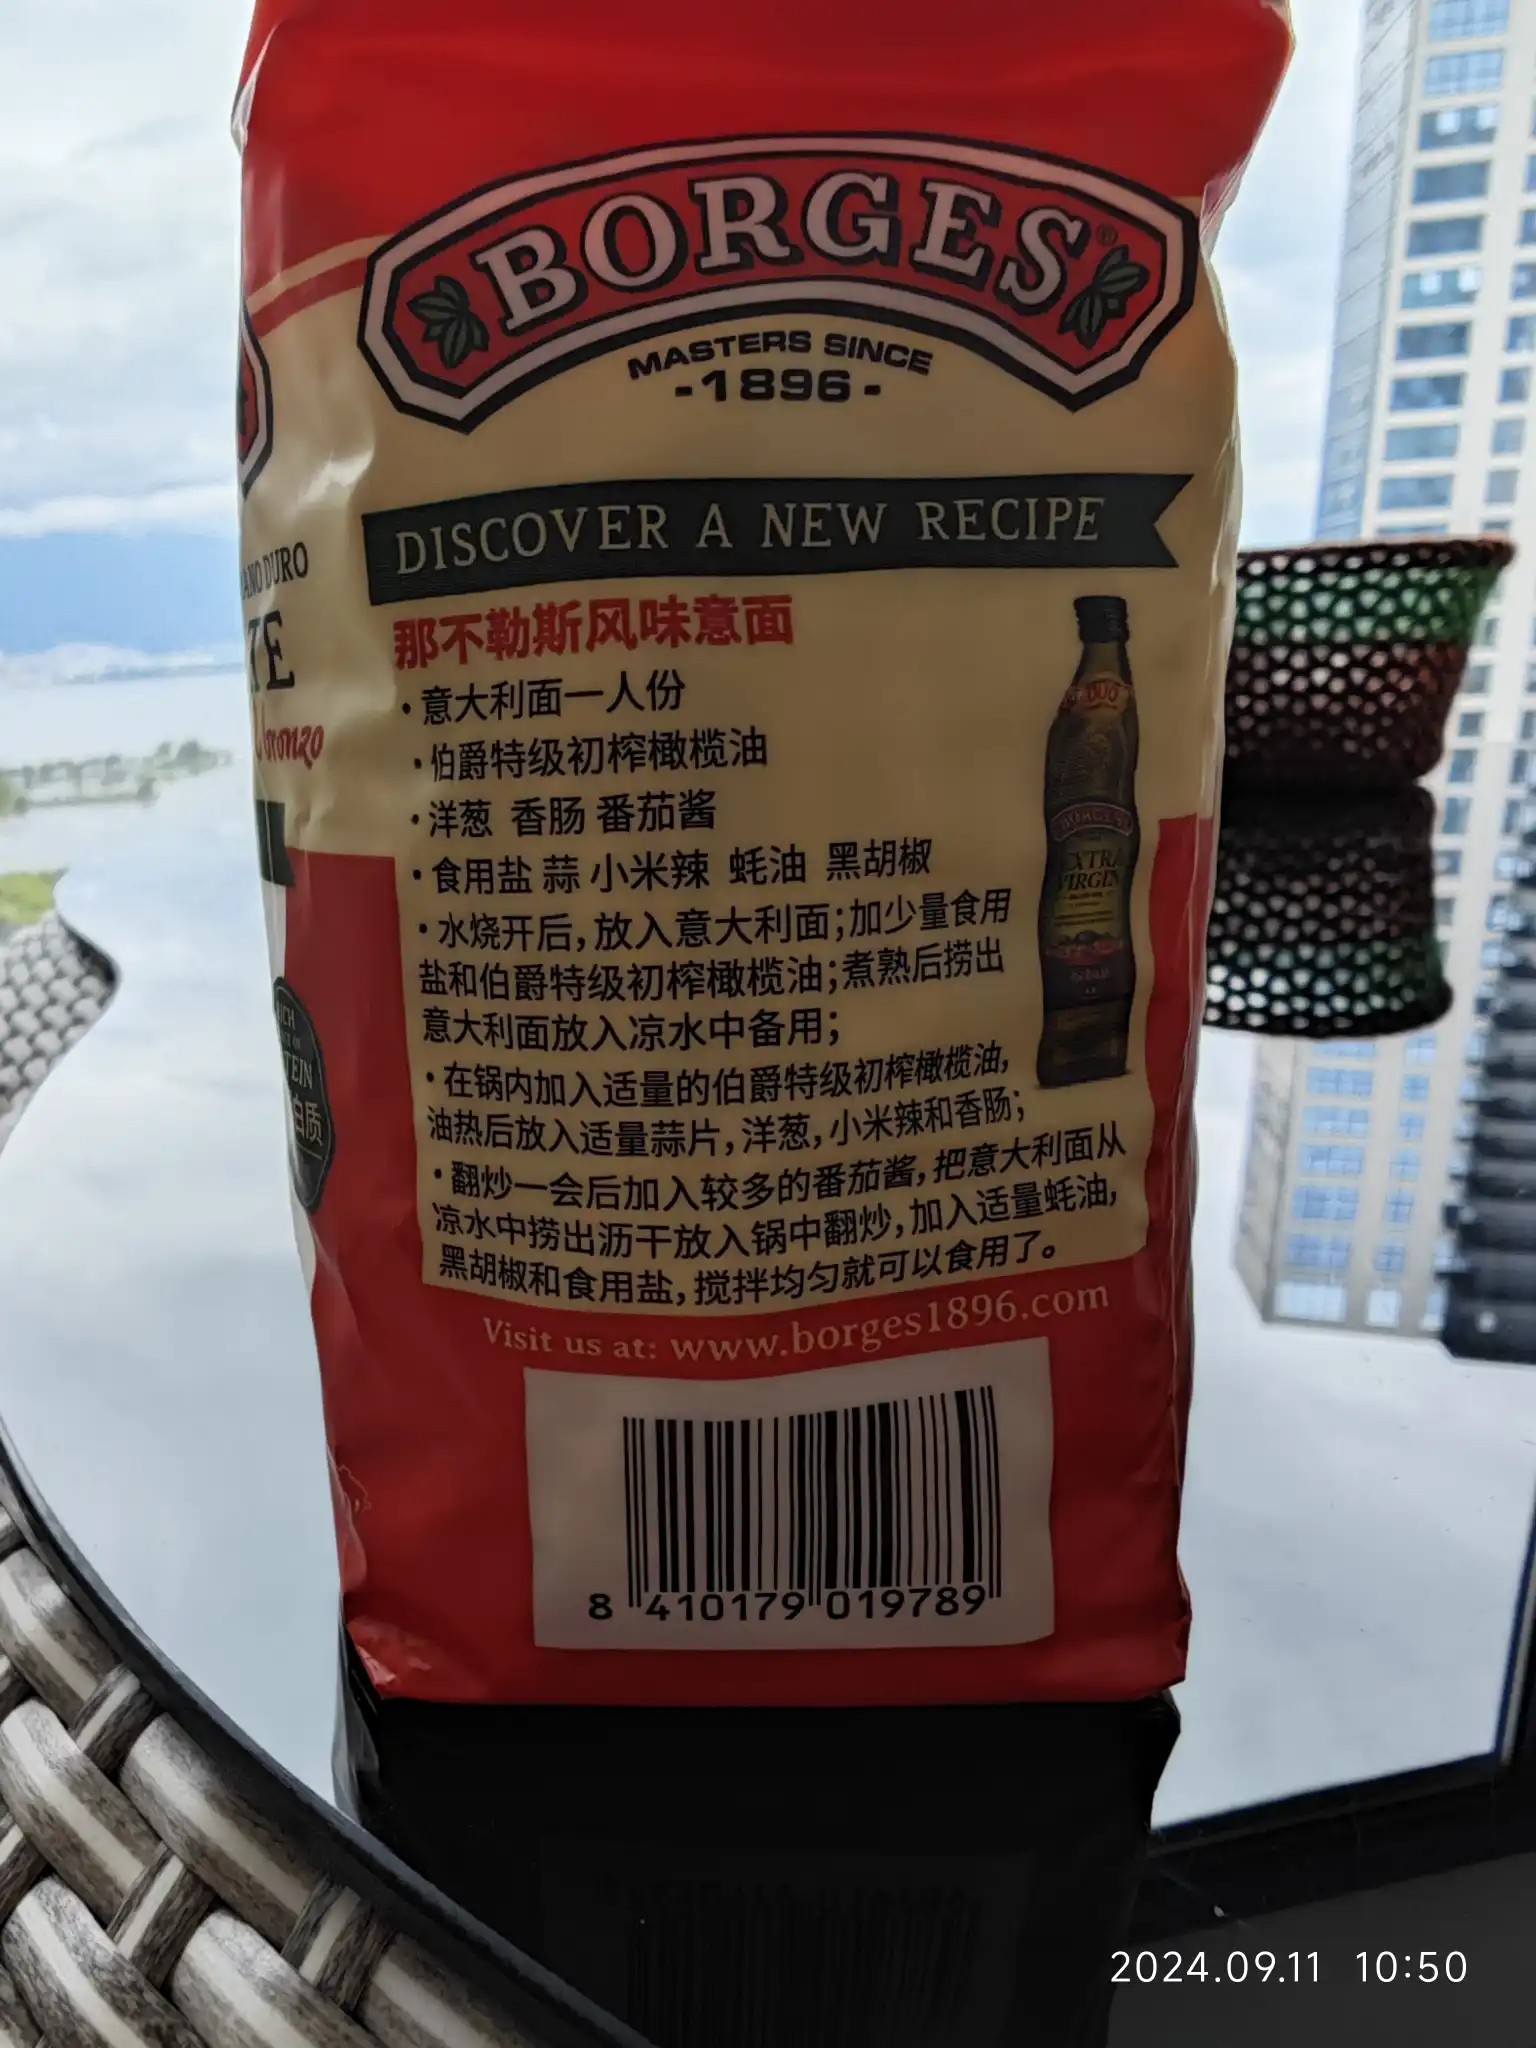 BORGES®
MASTERS SINCE
-1896-
DISCOVER A NEW RECIPE
那不勒斯风味意面
·意大利面一人份
·伯爵特级初榨橄榄油
·洋葱 香肠 番茄酱
·食用盐 蒜 小米辣 蚝油 黑胡椒
·水烧开后,放入意大利面;加少量食用
盐和伯爵特级初榨橄榄油;煮熟后捞出
意大利面放入凉水中备用;
·在锅内加入适量的伯爵特级初榨橄榄油,
油热后放入适量蒜片,洋葱,小米辣和香肠;
·翻炒一会后加入较多的番茄酱,把意大利面从
凉水中捞出沥干放入锅中翻炒,加入适量蚝油,
黑胡椒和食用盐,搅拌均匀就可以食用了。
Visit us at: www.borges1896.com
8 410179 019789
DURO
bronzo
白质
DUO
BORGES
EXTRA
VIRGIN
2024.09.11 10:50